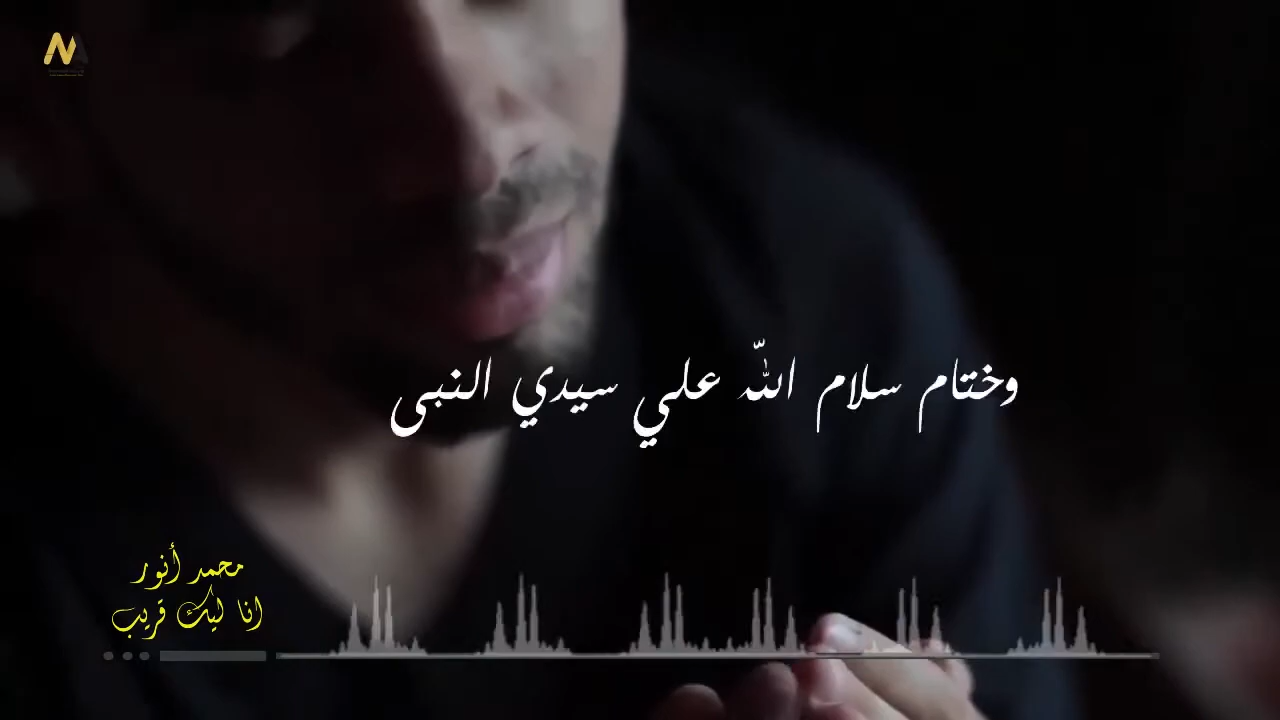 وختام سلام اللّه علي سيدي النبى
محمد أنور
انا ليك قريب